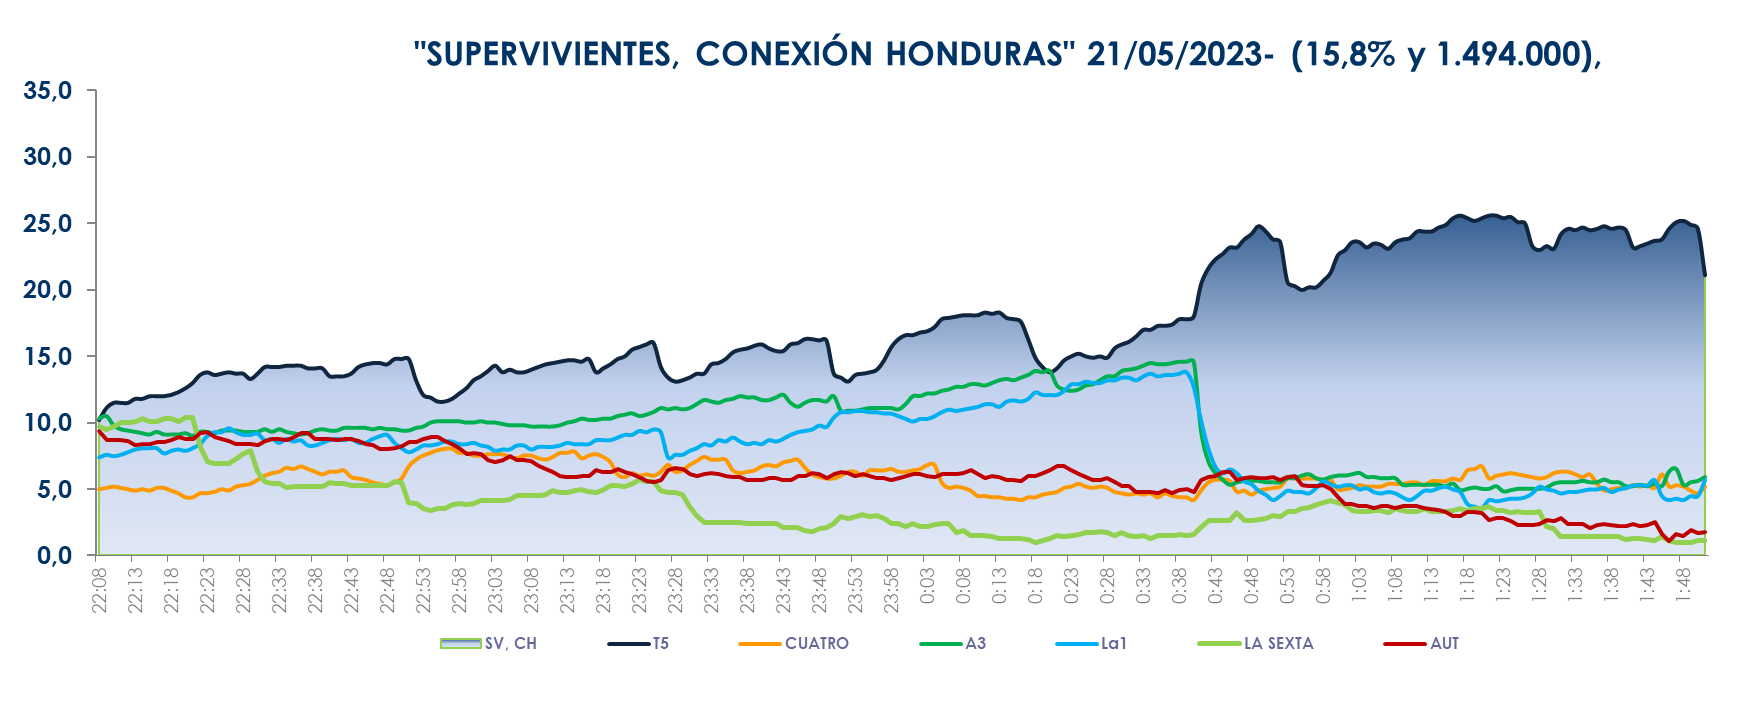 "SUPERVIVIENTES, CONEXIÓN HONDURAS" 21/05/2023- (15,8% y 1.494.000),
35,0
30,0
25,0
20,0
15,0
10,0
5,0
0,0
22:08 22:13 22:18 22:23 22:28 22:33 22:38 22:43 22:48 22:53 22:58 23:03 23:08 23:13 23:18 23:23 23:28 23:33 23:38 23:43 23:48 23:53 23:58 0:03 0:08 0:13 0:18 0:23 0:28 0:33 0:38 0:43 0:48 0:53 0:58 1:03 1:08 1:13 1:18 1:23 1:28 1:33 1:38 1:43 1:48
SV, CH T5 CUATRO A3 La1 LA SEXTA AUT